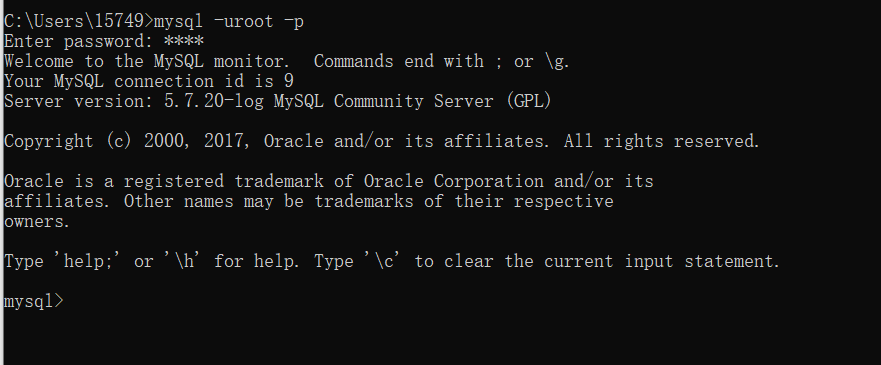 C:\Users\15749>mysql -uroot -p
Enter password: ****
Welcome to the MySQL monitor.  Commands end with ; or \g.
Your MySQL connection id is 9
Server version: 5.7.20-log MySQL Community Server (GPL)
Copyright (c) 2000, 2017, Oracle and/or its affiliates. All rights reserved.
Oracle is a registered trademark of Oracle Corporation and/or its
affiliates. Other names may be trademarks of their respective
owners.
Type 'help;' or '\h' for help. Type '\c' to clear the current input statement.
mysql>